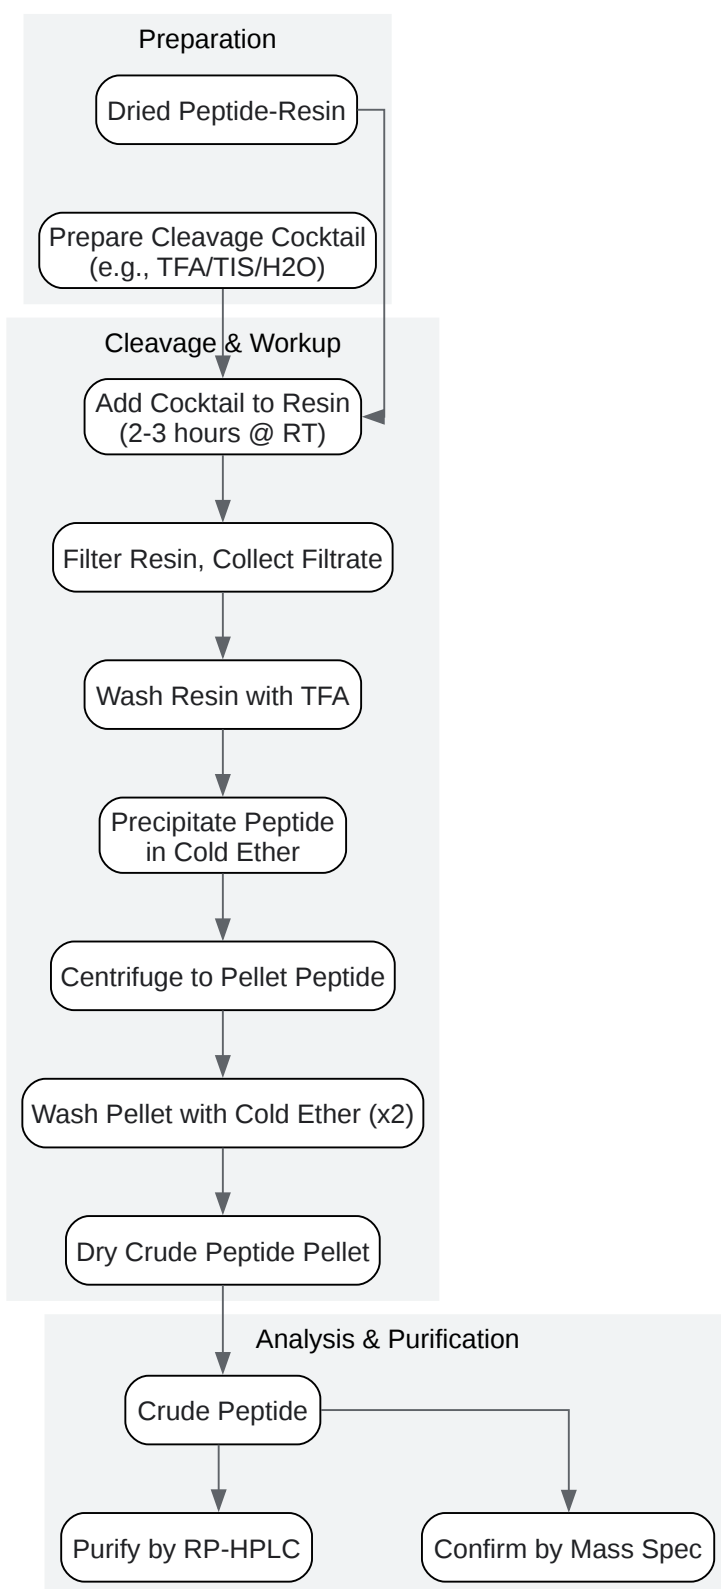 Preparation
Dried Peptide-Resin
Prepare Cleavage Cocktail
(e.g., TFA/TIS/H2O)
Cleavage & Workup
Add Cocktail to Resin
(2-3 hours @ RT)
Filter Resin, Collect Filtrate
Wash Resin with TFA
Precipitate Peptide
in Cold Ether
Centrifuge to Pellet Peptide
Wash Pellet with Cold Ether (x2)
Dry Crude Peptide Pellet
Analysis & Purification
Crude Peptide
Purify by RP-HPLC
Confirm by Mass Spec